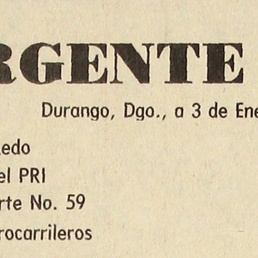 RGENTE
Durango, Dgo., a 3 de Ene
edo
el PRI
rte No. 59
rocarrileros